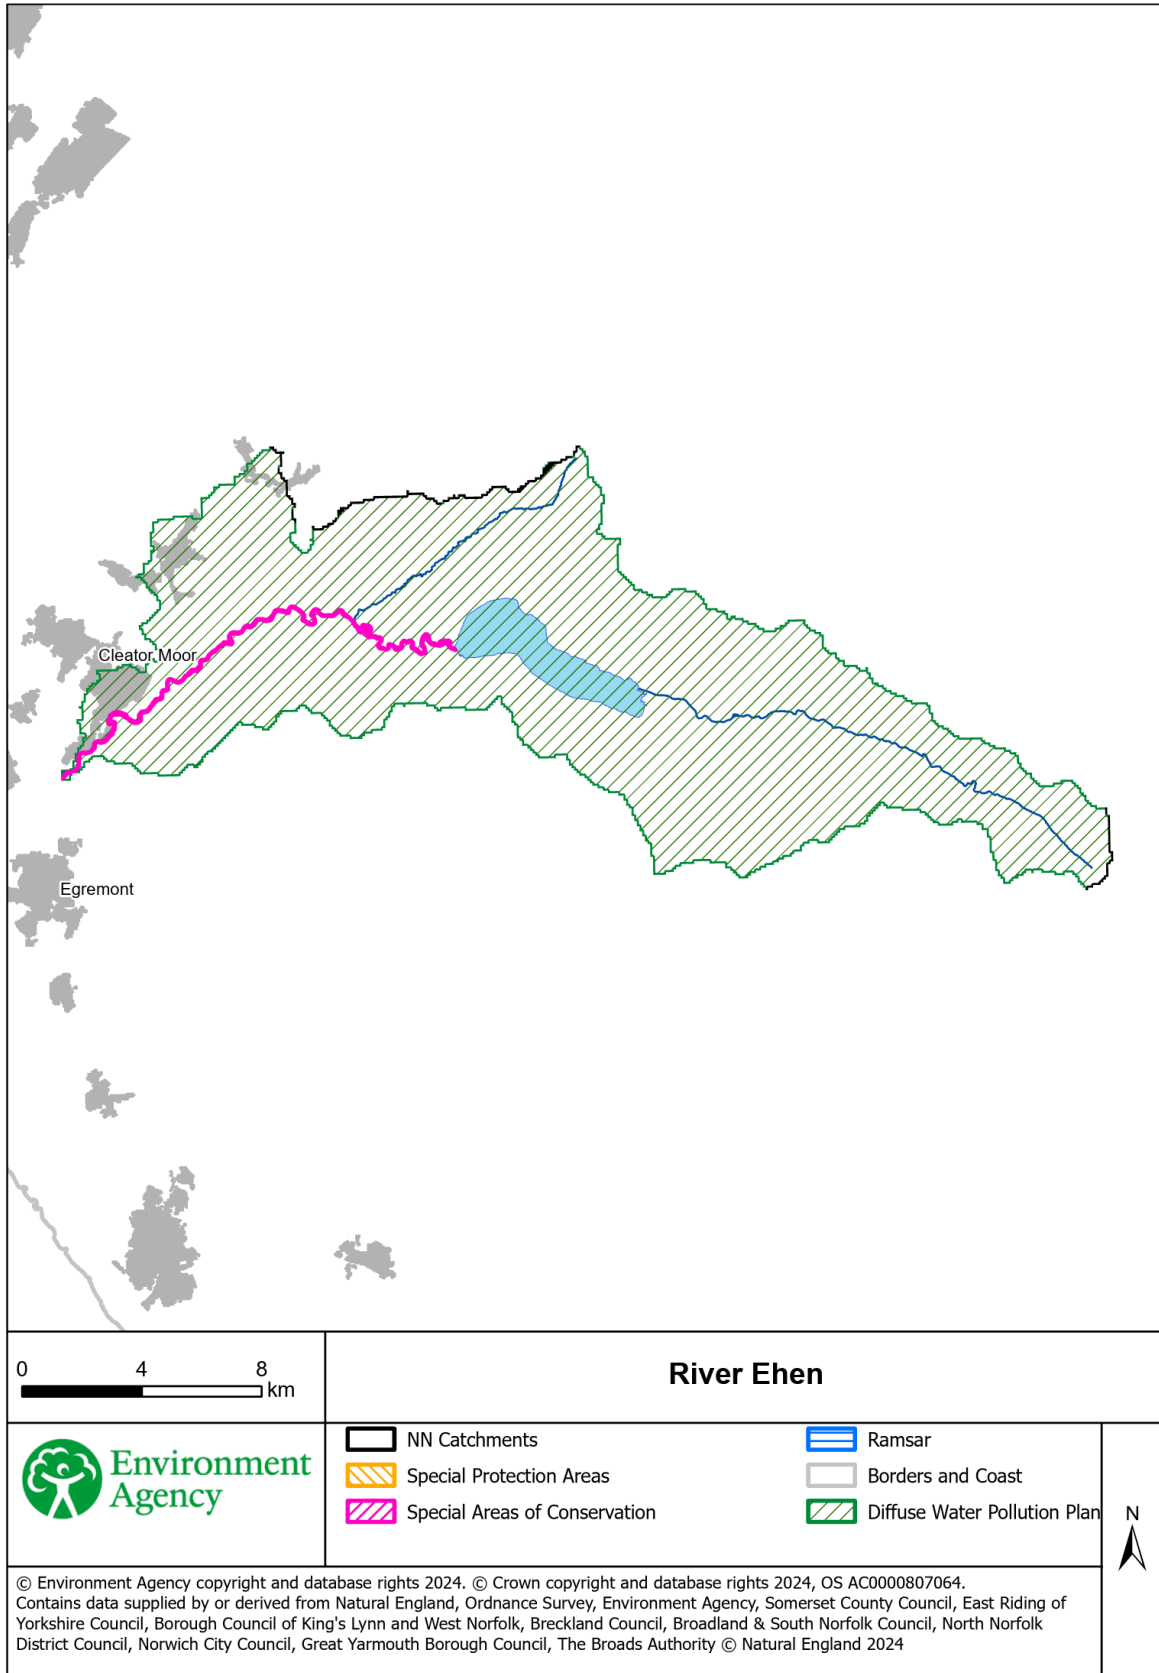 Cleator Moor
Egremont
0 4 8
km
River Ehen
Environment
Agency
NN Catchments
Special Protection Areas
Special Areas of Conservation
Ramsar
Borders and Coast
Diffuse Water Pollution Plan
N
© Environment Agency copyright and database rights 2024. © Crown copyright and database rights 2024, OS AC0000807064.
Contains data supplied by or derived from Natural England, Ordnance Survey, Environment Agency, Somerset County Council, East Riding of
Yorkshire Council, Borough Council of King's Lynn and West Norfolk, Breckland Council, Broadland & South Norfolk Council, North Norfolk
District Council, Norwich City Council, Great Yarmouth Borough Council, The Broads Authority © Natural England 2024